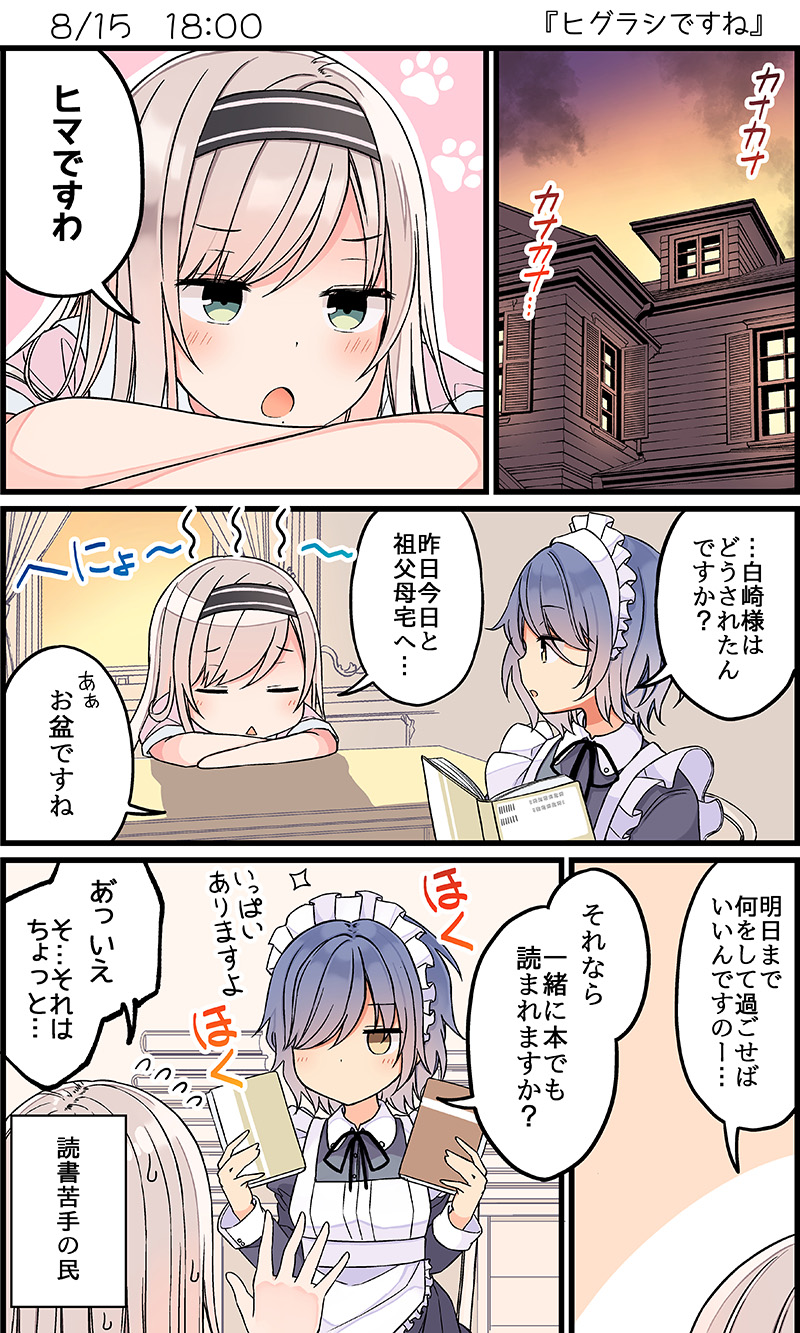 8/15 18:00
『ヒグラシですね』
カナカナ
カナカナ…
ヒマですわ
…白崎様は
どうされたん
ですか？
昨日今日と
祖父母宅へ…
へにょ〜〜
あぁ
お盆ですね
明日まで
何をして過ごせば
いいんですのー…
それなら
一緒に本でも
読まれますか？
ほく
ほく
いっぱい
ありますよ
あ゛っ いえ
そ…それは
ちょっと…
読書苦手の民